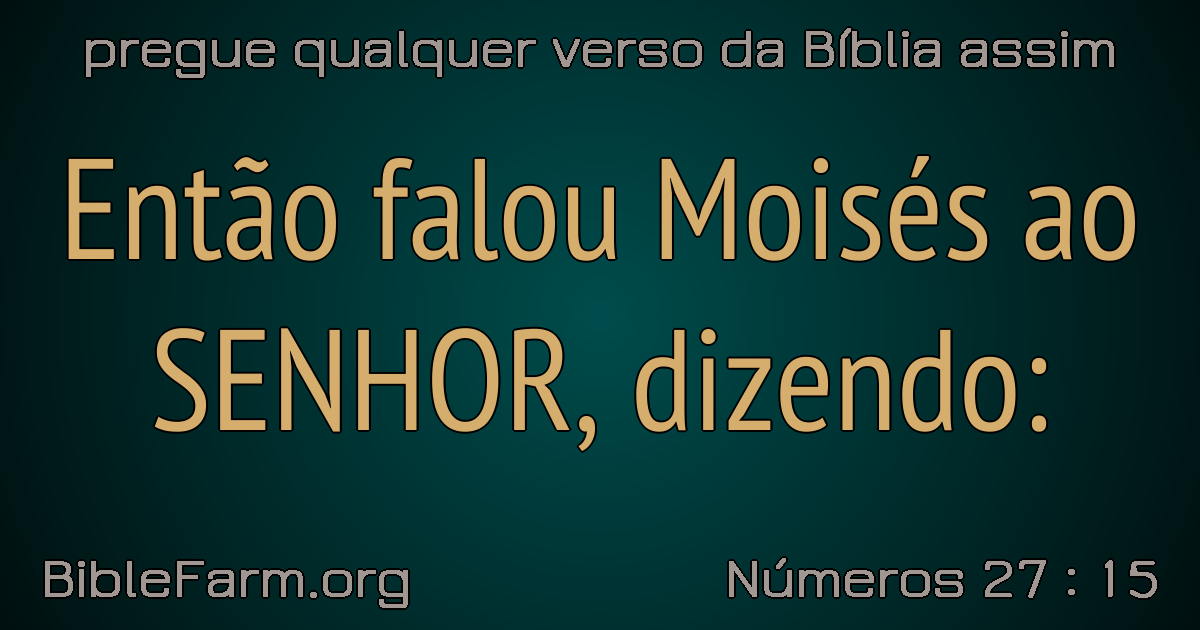 pregue qualquer verso da Bíblia assim
Então falou Moisés ao
SENHOR, dizendo:
BibleFarm.org
Números 27 : 15